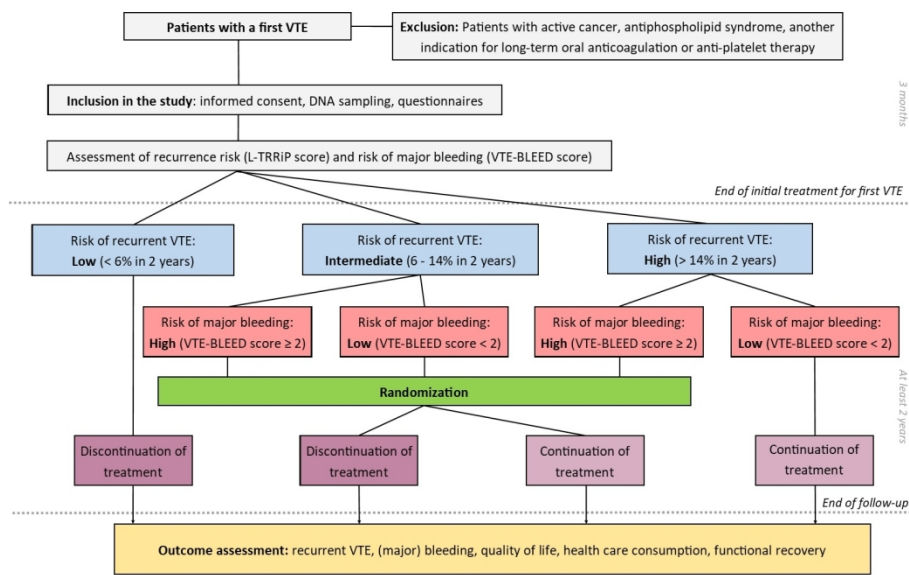 Patients with a first VTE
Exclusion: Patients with active cancer, antiphospholipid syndrome, another
indication for long-term oral anticoagulation or anti-platelet therapy
3 months
Inclusion in the study: informed consent, DNA sampling, questionnaires
Assessment of recurrence risk (L-TRRiP score) and risk of major bleeding (VTE-BLEED score)
End of initial treatment for first VTE
Risk of recurrent VTE:
Low (< 6% in 2 years)
Risk of recurrent VTE:
Intermediate (6 - 14% in 2 years)
Risk of recurrent VTE:
High (> 14% in 2 years)
Risk of major bleeding:
High (VTE-BLEED score ≥ 2)
Risk of major bleeding:
Low (VTE-BLEED score < 2)
Risk of major bleeding:
High (VTE-BLEED score ≥ 2)
Risk of major bleeding:
Low (VTE-BLEED score < 2)
At least 2 years
Randomization
Discontinuation of
treatment
Discontinuation of
treatment
Continuation of
treatment
Continuation of
treatment
End of follow-up
Outcome assessment: recurrent VTE, (major) bleeding, quality of life, health care consumption, functional recovery